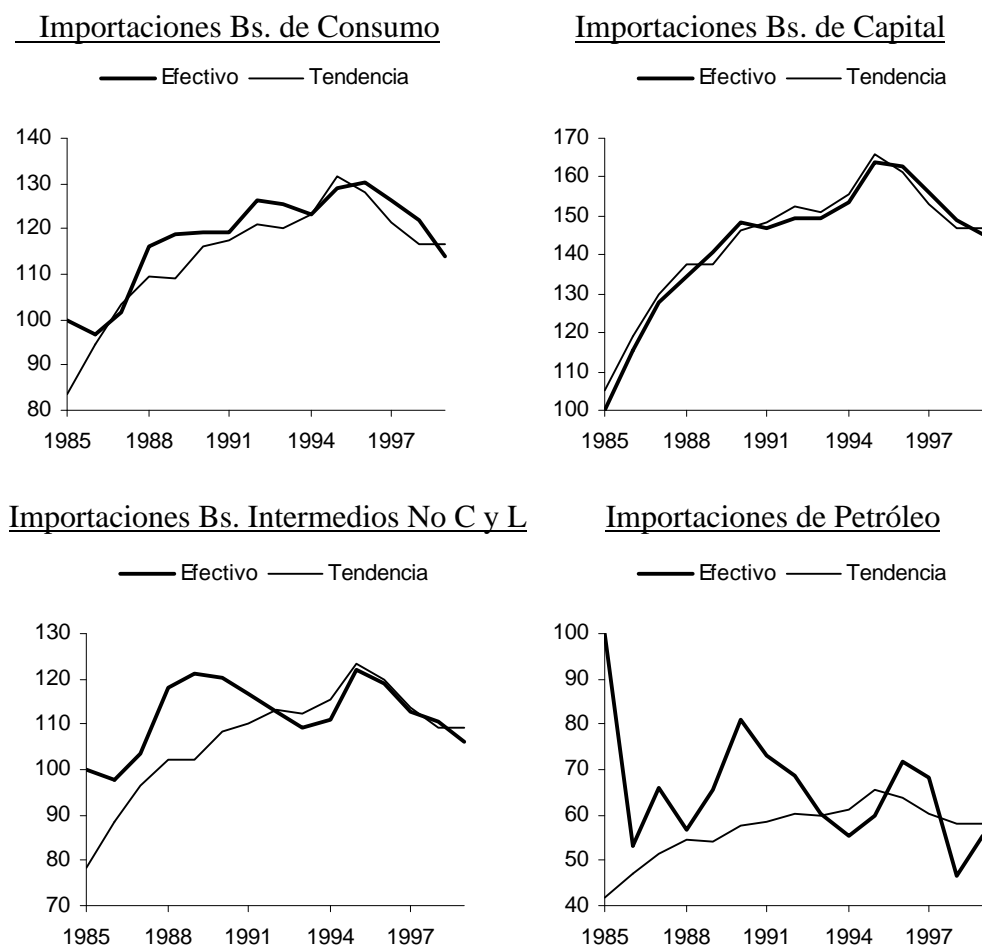 Importaciones Bs. de Consumo
Efectivo Tendencia
140
130
120
110
100
90
80
1985 1988 1991 1994 1997
Importaciones Bs. de Capital
Efectivo Tendencia
170
160
150
140
130
120
110
100
1985 1988 1991 1994 1997
Importaciones Bs. Intermedios No C y L
Efectivo Tendencia
130
120
110
100
90
80
70
1985 1988 1991 1994 1997
Importaciones de Petróleo
Efectivo Tendencia
100
90
80
70
60
50
40
1985 1988 1991 1994 1997